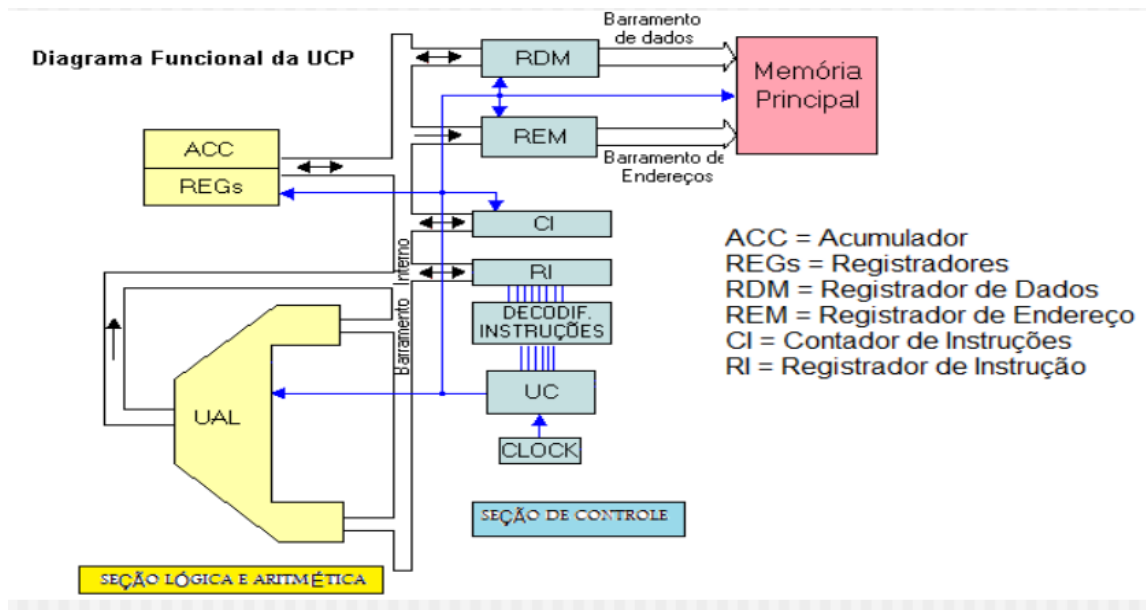 Diagrama Funcional da UCP
Barramento
de dados
RDM
Memória
Principal
REM
Barramento de
Endereços
ACC
REGs
CI
RI
DECODIF.
INSTRUÇÕES
UC
CLOCK
Barramento Interno
UAL
ACC = Acumulador
REGs = Registradores
RDM = Registrador de Dados
REM = Registrador de Endereço
CI = Contador de Instruções
RI = Registrador de Instrução
SEÇÃO DE CONTROLE
SEÇÃO LÓGICA E ARITMÉTICA